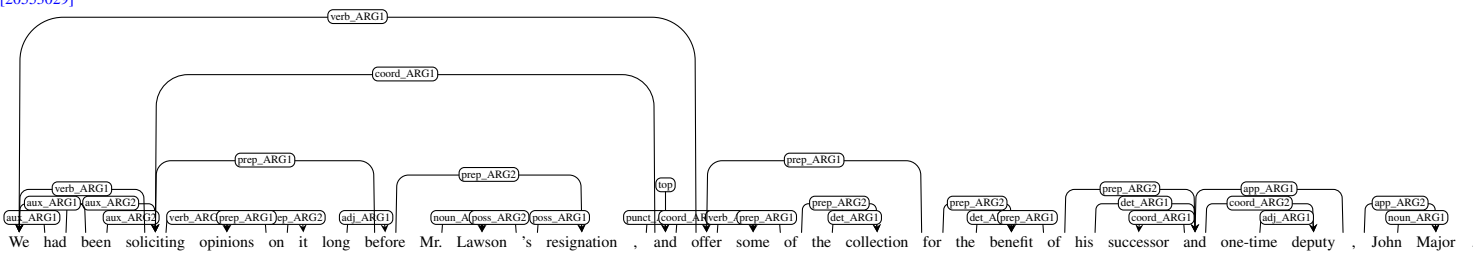 [20553029]
verb_ARG1
coord_ARG1
prep_ARG1 prep_ARG1
prep_ARG2
top
verb_ARG1 prep_ARG2 app_ARG1
aux_ARG1 aux_ARG2 prep_ARG2 prep_ARG2 det_ARG1 coord_ARG2 app_ARG2
aux_ARG1 aux_ARG2 prep_ARG1 adj_ARG1 poss_ARG2 poss_ARG1 prep_ARG1 det_ARG1 prep_ARG1 coord_ARG1 adj_ARG1 noun_ARG1
We had been soliciting opinions on it long before Mr. Lawson 's resignation , and offer some of the collection for the benefit of his successor and one-time deputy , John Major